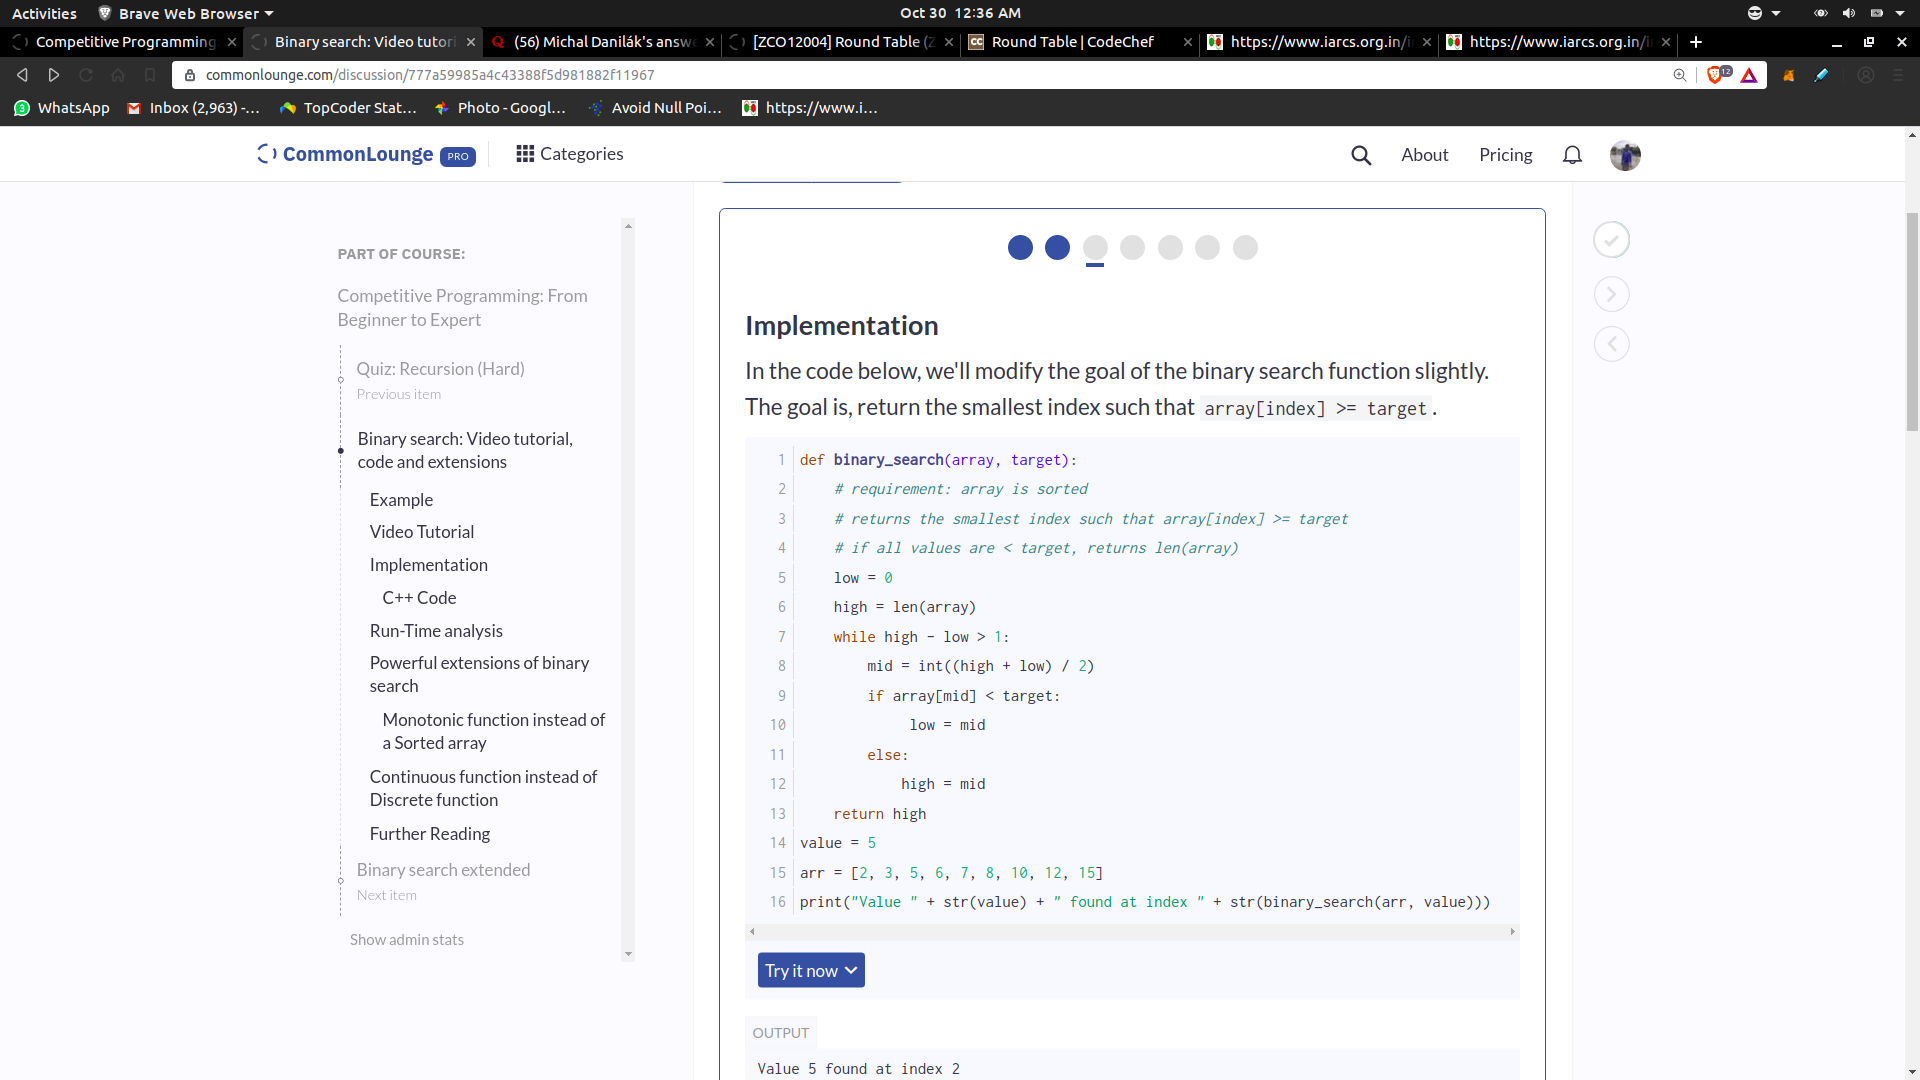 Activities Brave Web Browser Oct 30 12:36 AM
Competitive Programming Binary search: Video tutori (56) Michal Danilák's answ [ZCO12004] Round Table (Z Round Table | CodeChef https://www.iarcs.org.in/i https://www.iarcs.org.in/i
commonlounge.com/discussion/777a59985a4c43388f5d981882f11967 12
WhatsApp Inbox (2,963) -... TopCoder Stat... Photo - Googl... Avoid Null Poi... https://www.i...
CommonLounge PRO Categories About Pricing
PART OF COURSE:
Competitive Programming: From
Beginner to Expert
Quiz: Recursion (Hard)
Previous item
Binary search: Video tutorial,
code and extensions
Example
Video Tutorial
Implementation
C++ Code
Run-Time analysis
Powerful extensions of binary
search
Monotonic function instead of
a Sorted array
Continuous function instead of
Discrete function
Further Reading
Binary search extended
Next item
Show admin stats
Implementation
In the code below, we'll modify the goal of the binary search function slightly.
The goal is, return the smallest index such that array[index] >= target.
1 def binary_search(array, target):
2 # requirement: array is sorted
3 # returns the smallest index such that array[index] >= target
4 # if all values are < target, returns len(array)
5 low = 0
6 high = len(array)
7 while high - low > 1:
8 mid = int((high + low) / 2)
9 if array[mid] < target:
10 low = mid
11 else:
12 high = mid
13 return high
14 value = 5
15 arr = [2, 3, 5, 6, 7, 8, 10, 12, 15]
16 print("Value " + str(value) + " found at index " + str(binary_search(arr, value)))
Try it now
OUTPUT
Value 5 found at index 2